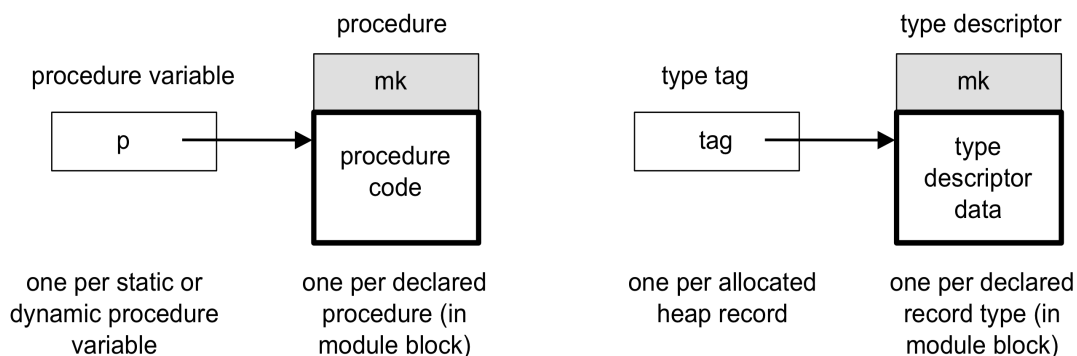 procedure
procedure variable
mk
p
procedure
code
one per static or
dynamic procedure
variable
one per declared
procedure (in
module block)
type descriptor
type tag
mk
tag
type
descriptor
data
one per allocated
heap record
one per declared
record type (in
module block)